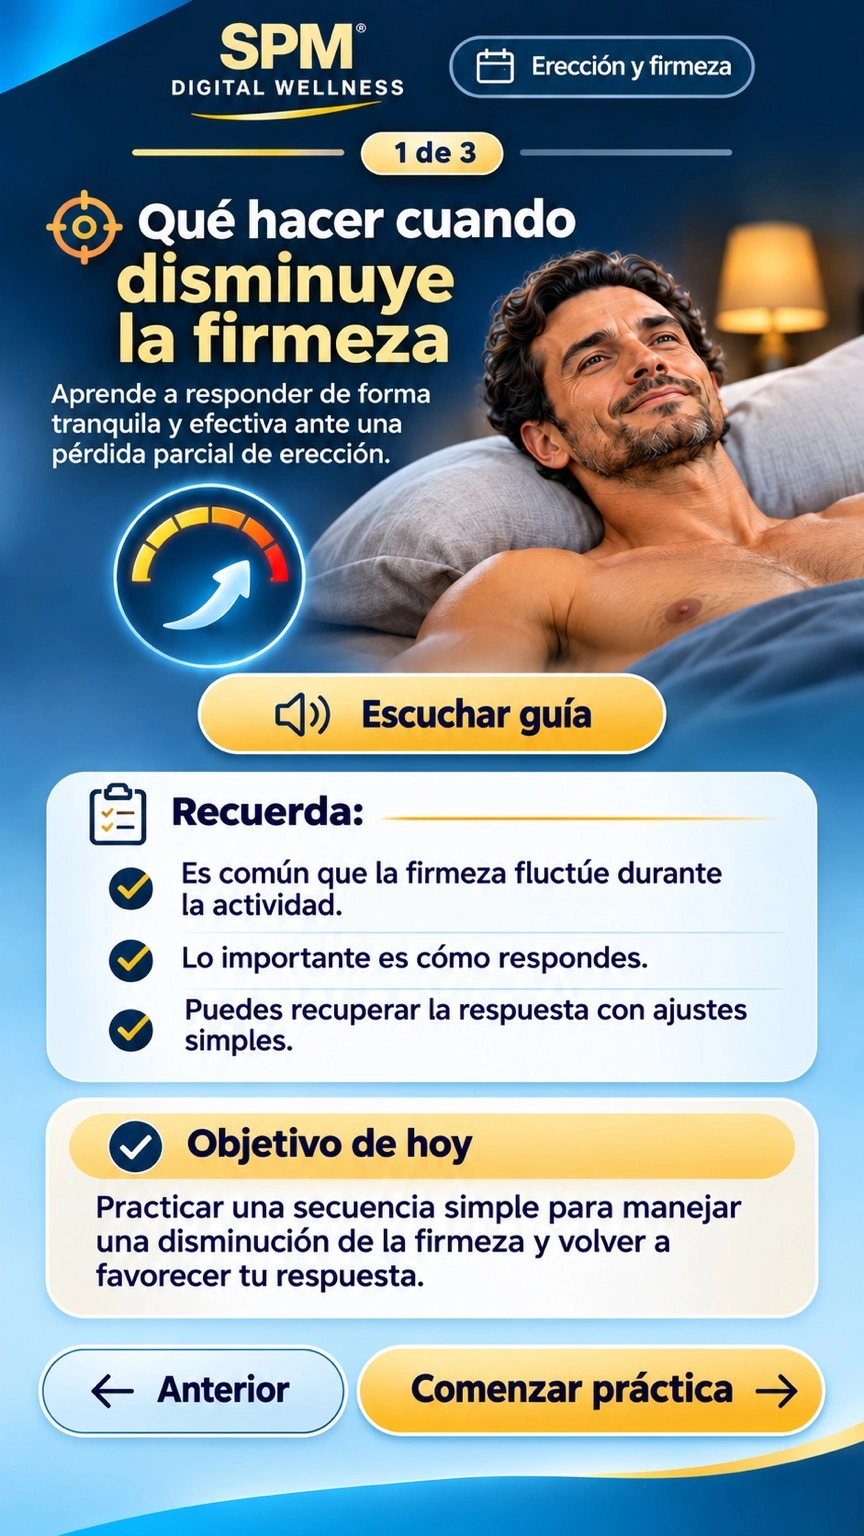 SPM®
DIGITAL WELLNESS
Erección y firmeza
1 de 3
Qué hacer cuando
disminuye
la firmeza
Aprende a responder de forma
tranquila y efectiva ante una
pérdida parcial de erección.
Escuchar guía
Recuerda:
Es común que la firmeza fluctúe durante
la actividad.
Lo importante es cómo respondes.
Puedes recuperar la respuesta con ajustes
simples.
Objetivo de hoy
Practicar una secuencia simple para manejar
una disminución de la firmeza y volver a
favorecer tu respuesta.
Anterior
Comenzar práctica